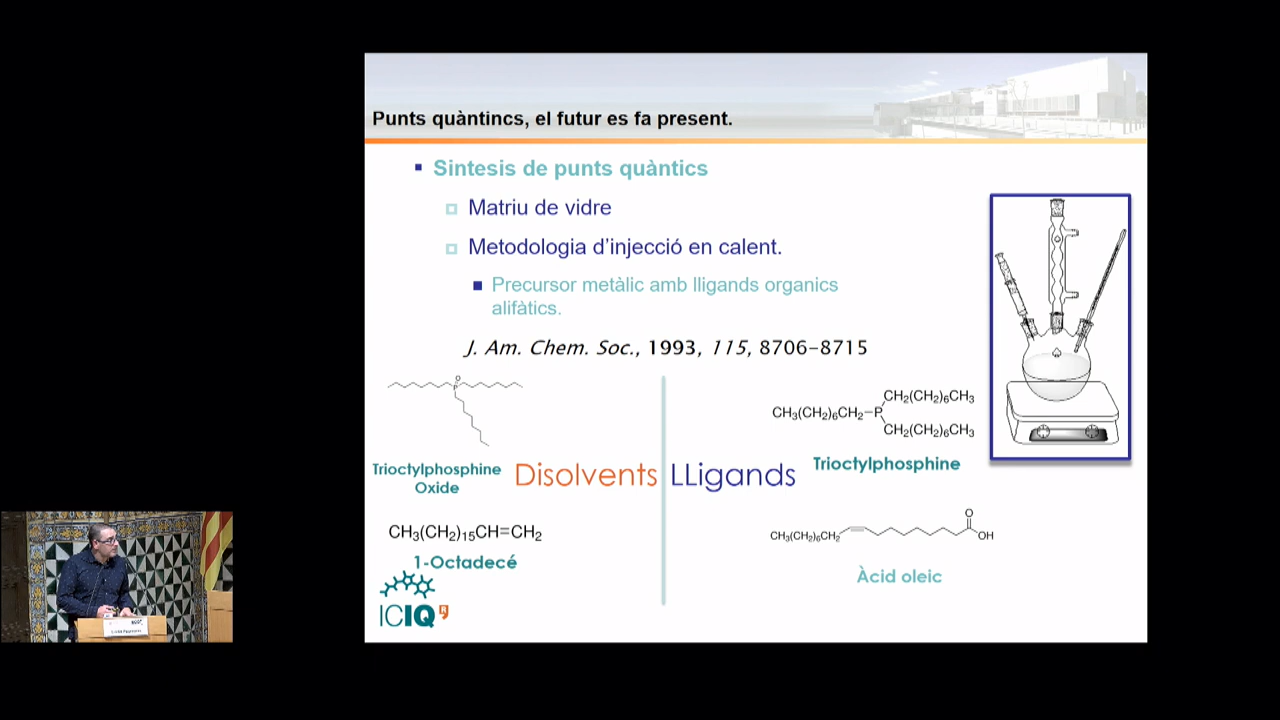 Punts quàntincs, el futur es fa present.
Sintesis de punts quàntics
Matriu de vidre
Metodologia d'injecció en calent.
Precursor metàlic amb lligands organics
alifàtics.
J. Am. Chem. Soc., 1993, 115, 8706–8715
O
P
Trioctylphosphine
Oxide
Disolvents
CH3(CH2)15CH=CH2
1-Octadecé
LLigands
CH2(CH2)6CH3
CH3(CH2)6CH2–P
CH2(CH2)6CH3
Trioctylphosphine
O
CH3(CH2)6CH2
OH
Àcid oleic
ICIQ